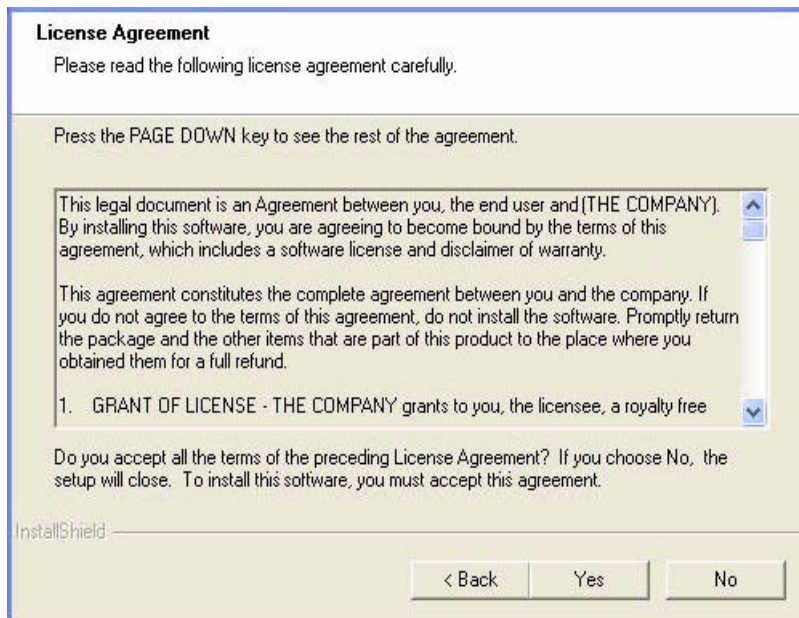 License Agreement
Please read the following license agreement carefully.
Press the PAGE DOWN key to see the rest of the agreement.
This legal document is an Agreement between you, the end user and (THE COMPANY).
By installing this software, you are agreeing to become bound by the terms of this
agreement, which includes a software license and disclaimer of warranty.
This agreement constitutes the complete agreement between you and the company. If
you do not agree to the terms of this agreement, do not install the software. Promptly return
the package and the other items that are part of this product to the place where you
obtained them for a full refund.
1. GRANT OF LICENSE - THE COMPANY grants to you, the licensee, a royalty free
Do you accept all the terms of the preceding License Agreement? If you choose No, the
setup will close. To install this software, you must accept this agreement.
InstallShield
< Back Yes No